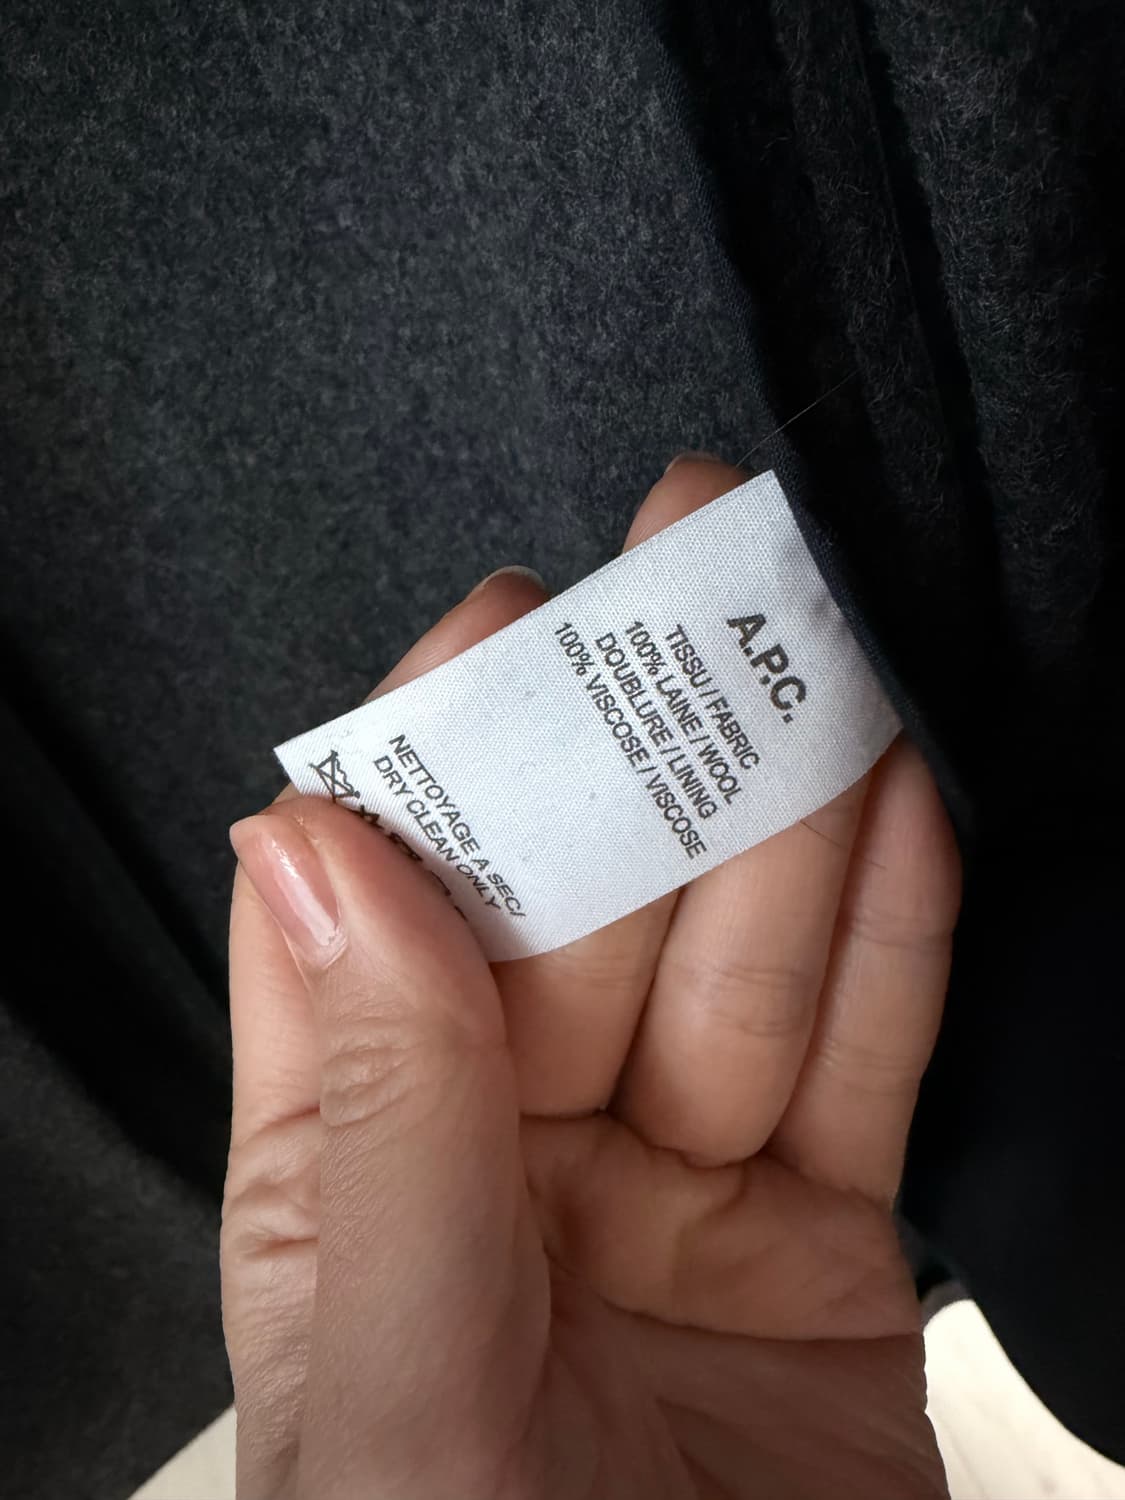 A.P.C.
TISSU / FABRIC
100% LAINE / WOOL
DOUBLURE / LINING
100% VISCOSE / VISCOSE
NETTOYAGE A SEC/
DRY CLEAN ONLY